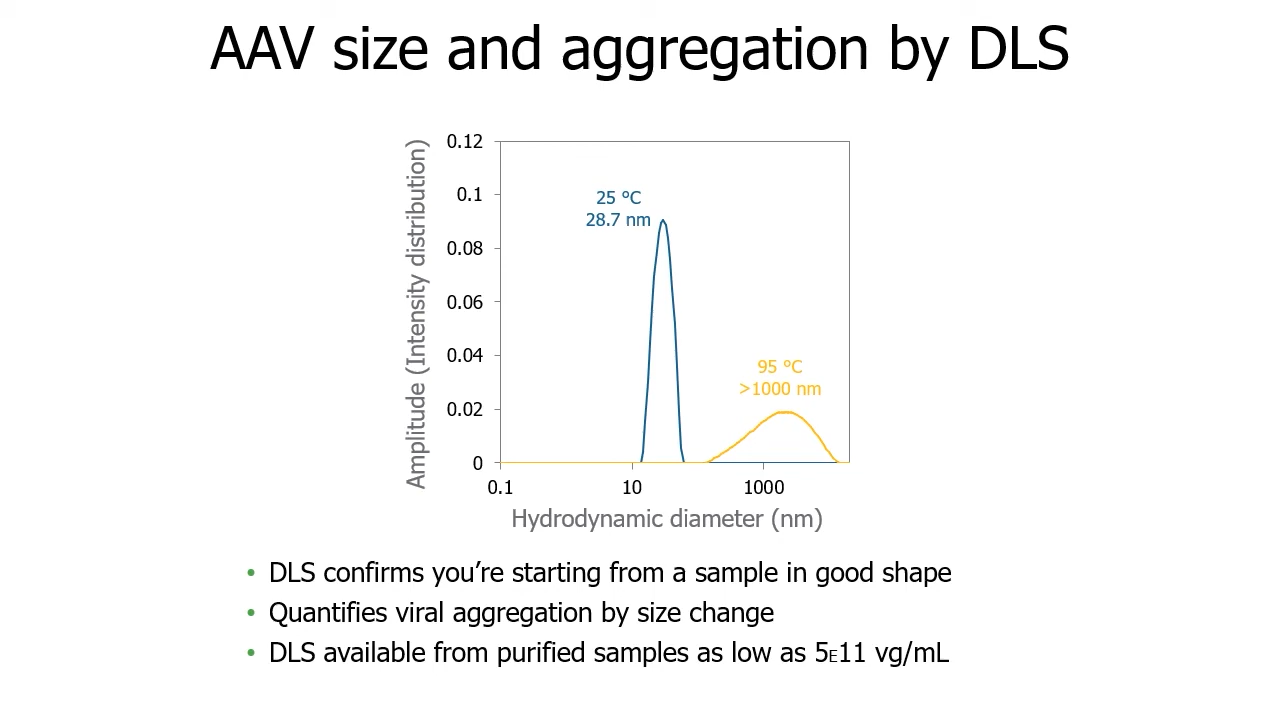 AAV size and aggregation by DLS
Amplitude (Intensity distribution)
0.12
0.1
0.08
0.06
0.04
0.02
0
25 °C
28.7 nm
95 °C
>1000 nm
0.1 10 1000
Hydrodynamic diameter (nm)
• DLS confirms you’re starting from a sample in good shape
• Quantifies viral aggregation by size change
• DLS available from purified samples as low as 5E11 vg/mL